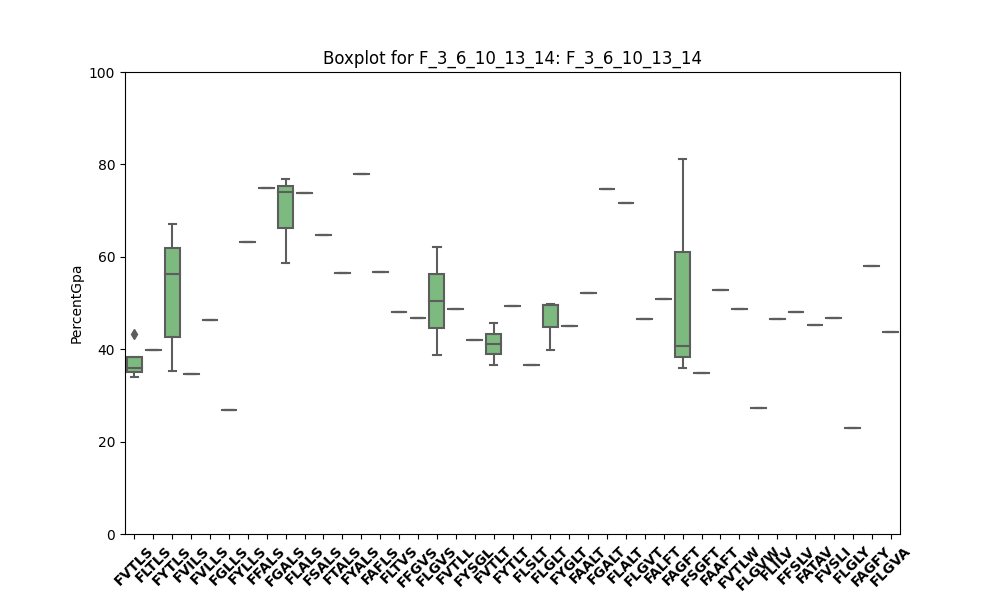 Boxplot for F_3_6_10_13_14: F_3_6_10_13_14
PercentGpa
100
80
60
40
20
0
FVTLS
FLTLS
FYTLS
FVILS
FVLLS
FGLLS
FYLLS
FFALS
FGALS
FLALS
FSALS
FTALS
FYALS
FAFLS
FLTVS
FFGVS
FLGVS
FVTLL
FYSGL
FVTLT
FYTLT
FLSLT
FLGLT
FYGLT
FAALT
FGALT
FLALT
FLGVT
FALFT
FAGFT
FSGFT
FAAFT
FVTLW
FLGVW
FLILV
FFSLV
FATAV
FVSLI
FLGLY
FAGFY
FLGVA